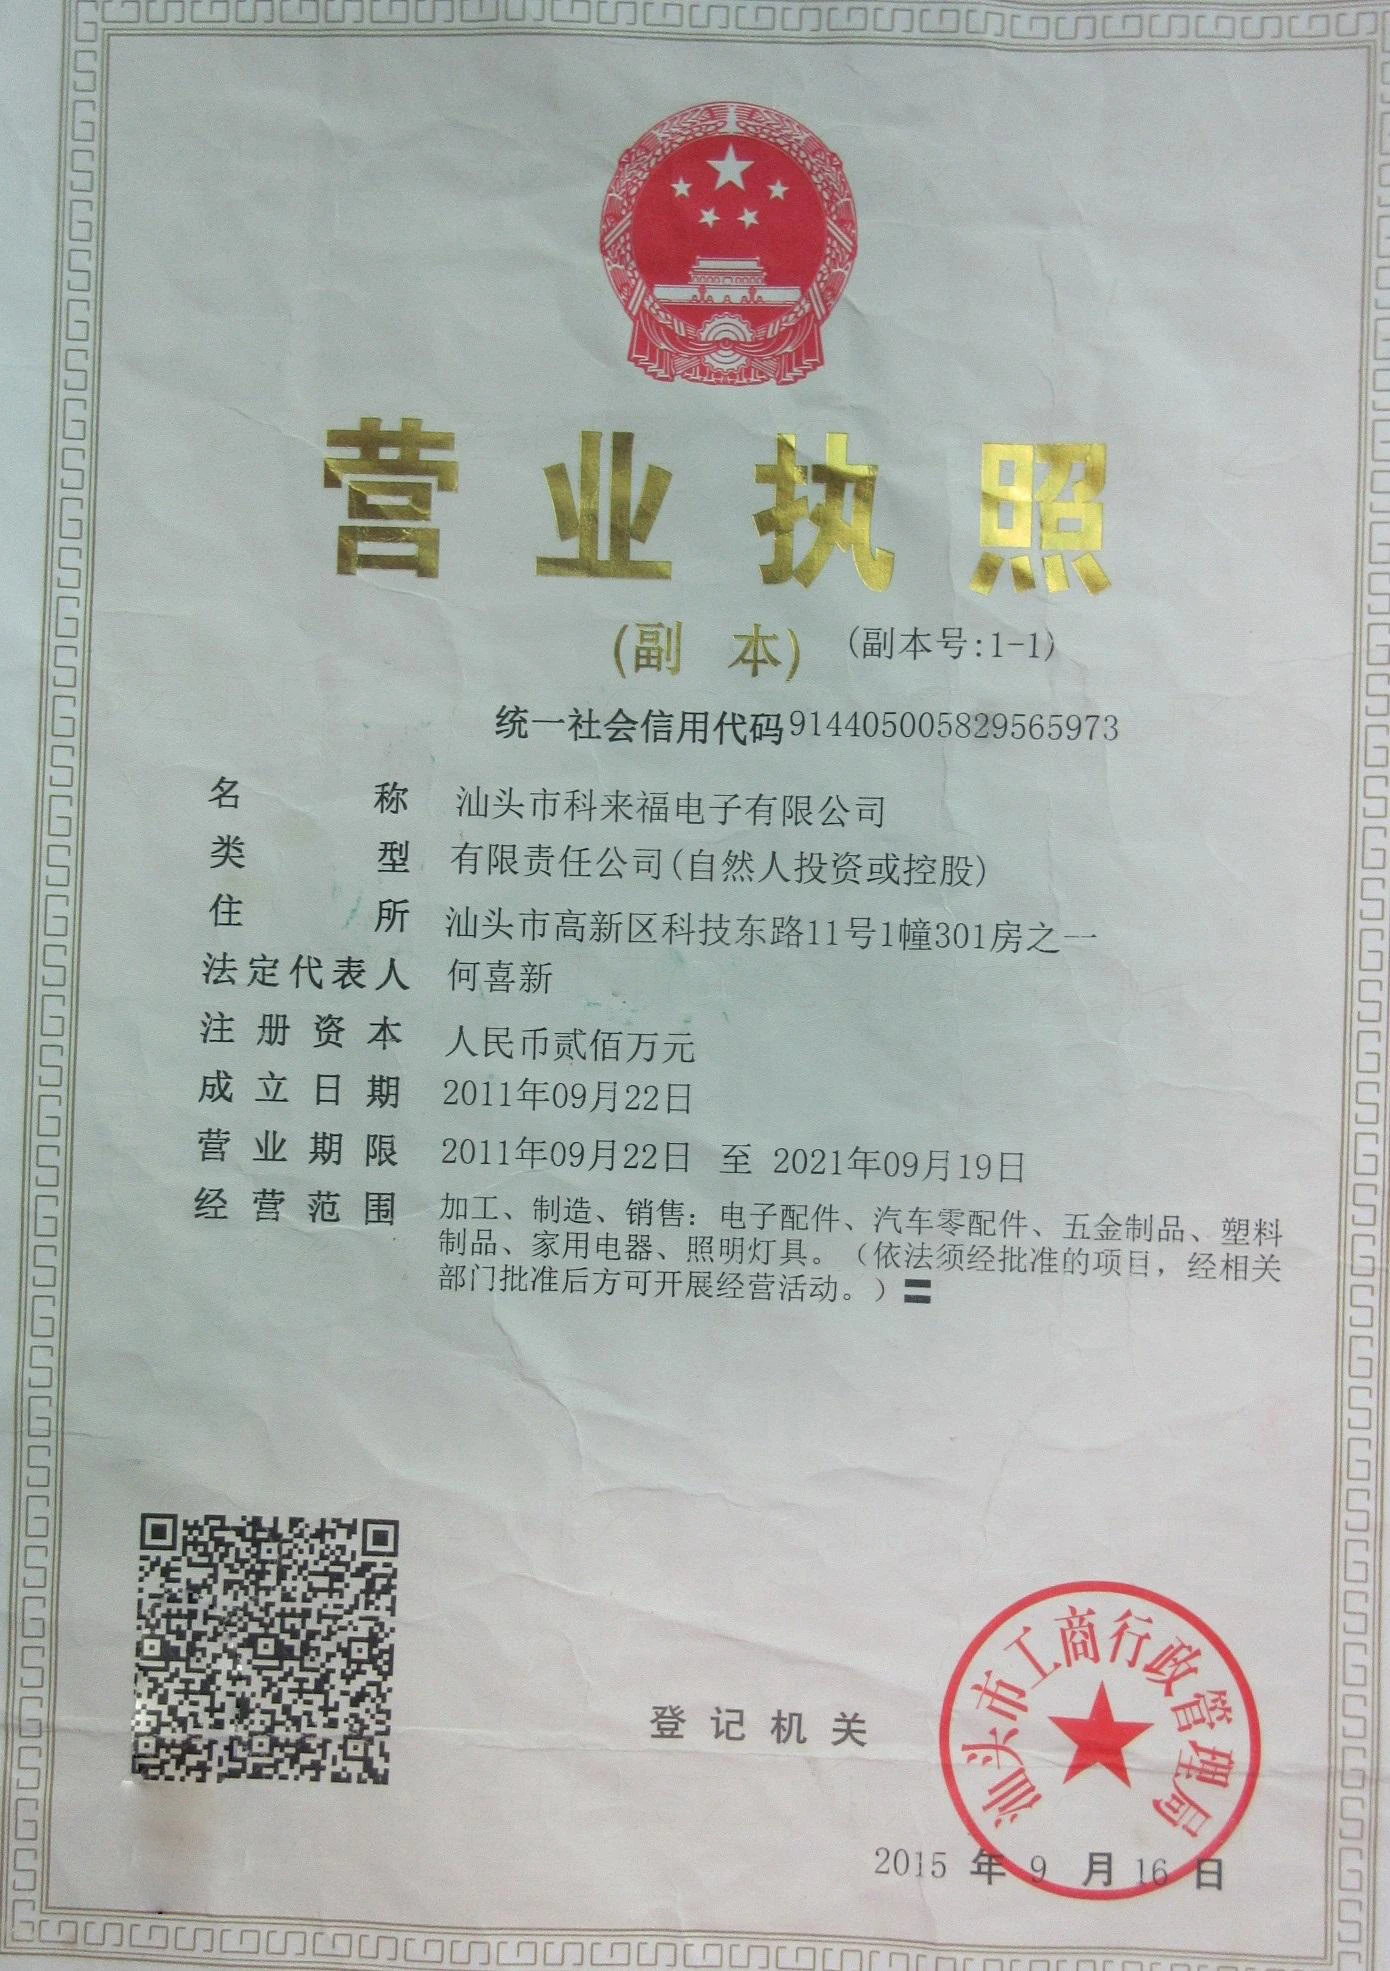 营业执照
(副 本) (副本号:1-1)
统一社会信用代码914405005829565973
名 称 汕头市科来福电子有限公司
类 型 有限责任公司(自然人投资或控股)
住 所 汕头市高新区科技东路11号1幢301房之一
法定代表人 何喜新
注册资本 人民币贰佰万元
成立日期 2011年09月22日
营业期限 2011年09月22日 至 2021年09月19日
经营范围 加工、制造、销售：电子配件、汽车零配件、五金制品、塑料
制品、家用电器、照明灯具。（依法须经批准的项目，经相关
部门批准后方可开展经营活动。）〓
登记机关
汕头市工商行政管理局
2015 年 9 月 16 日